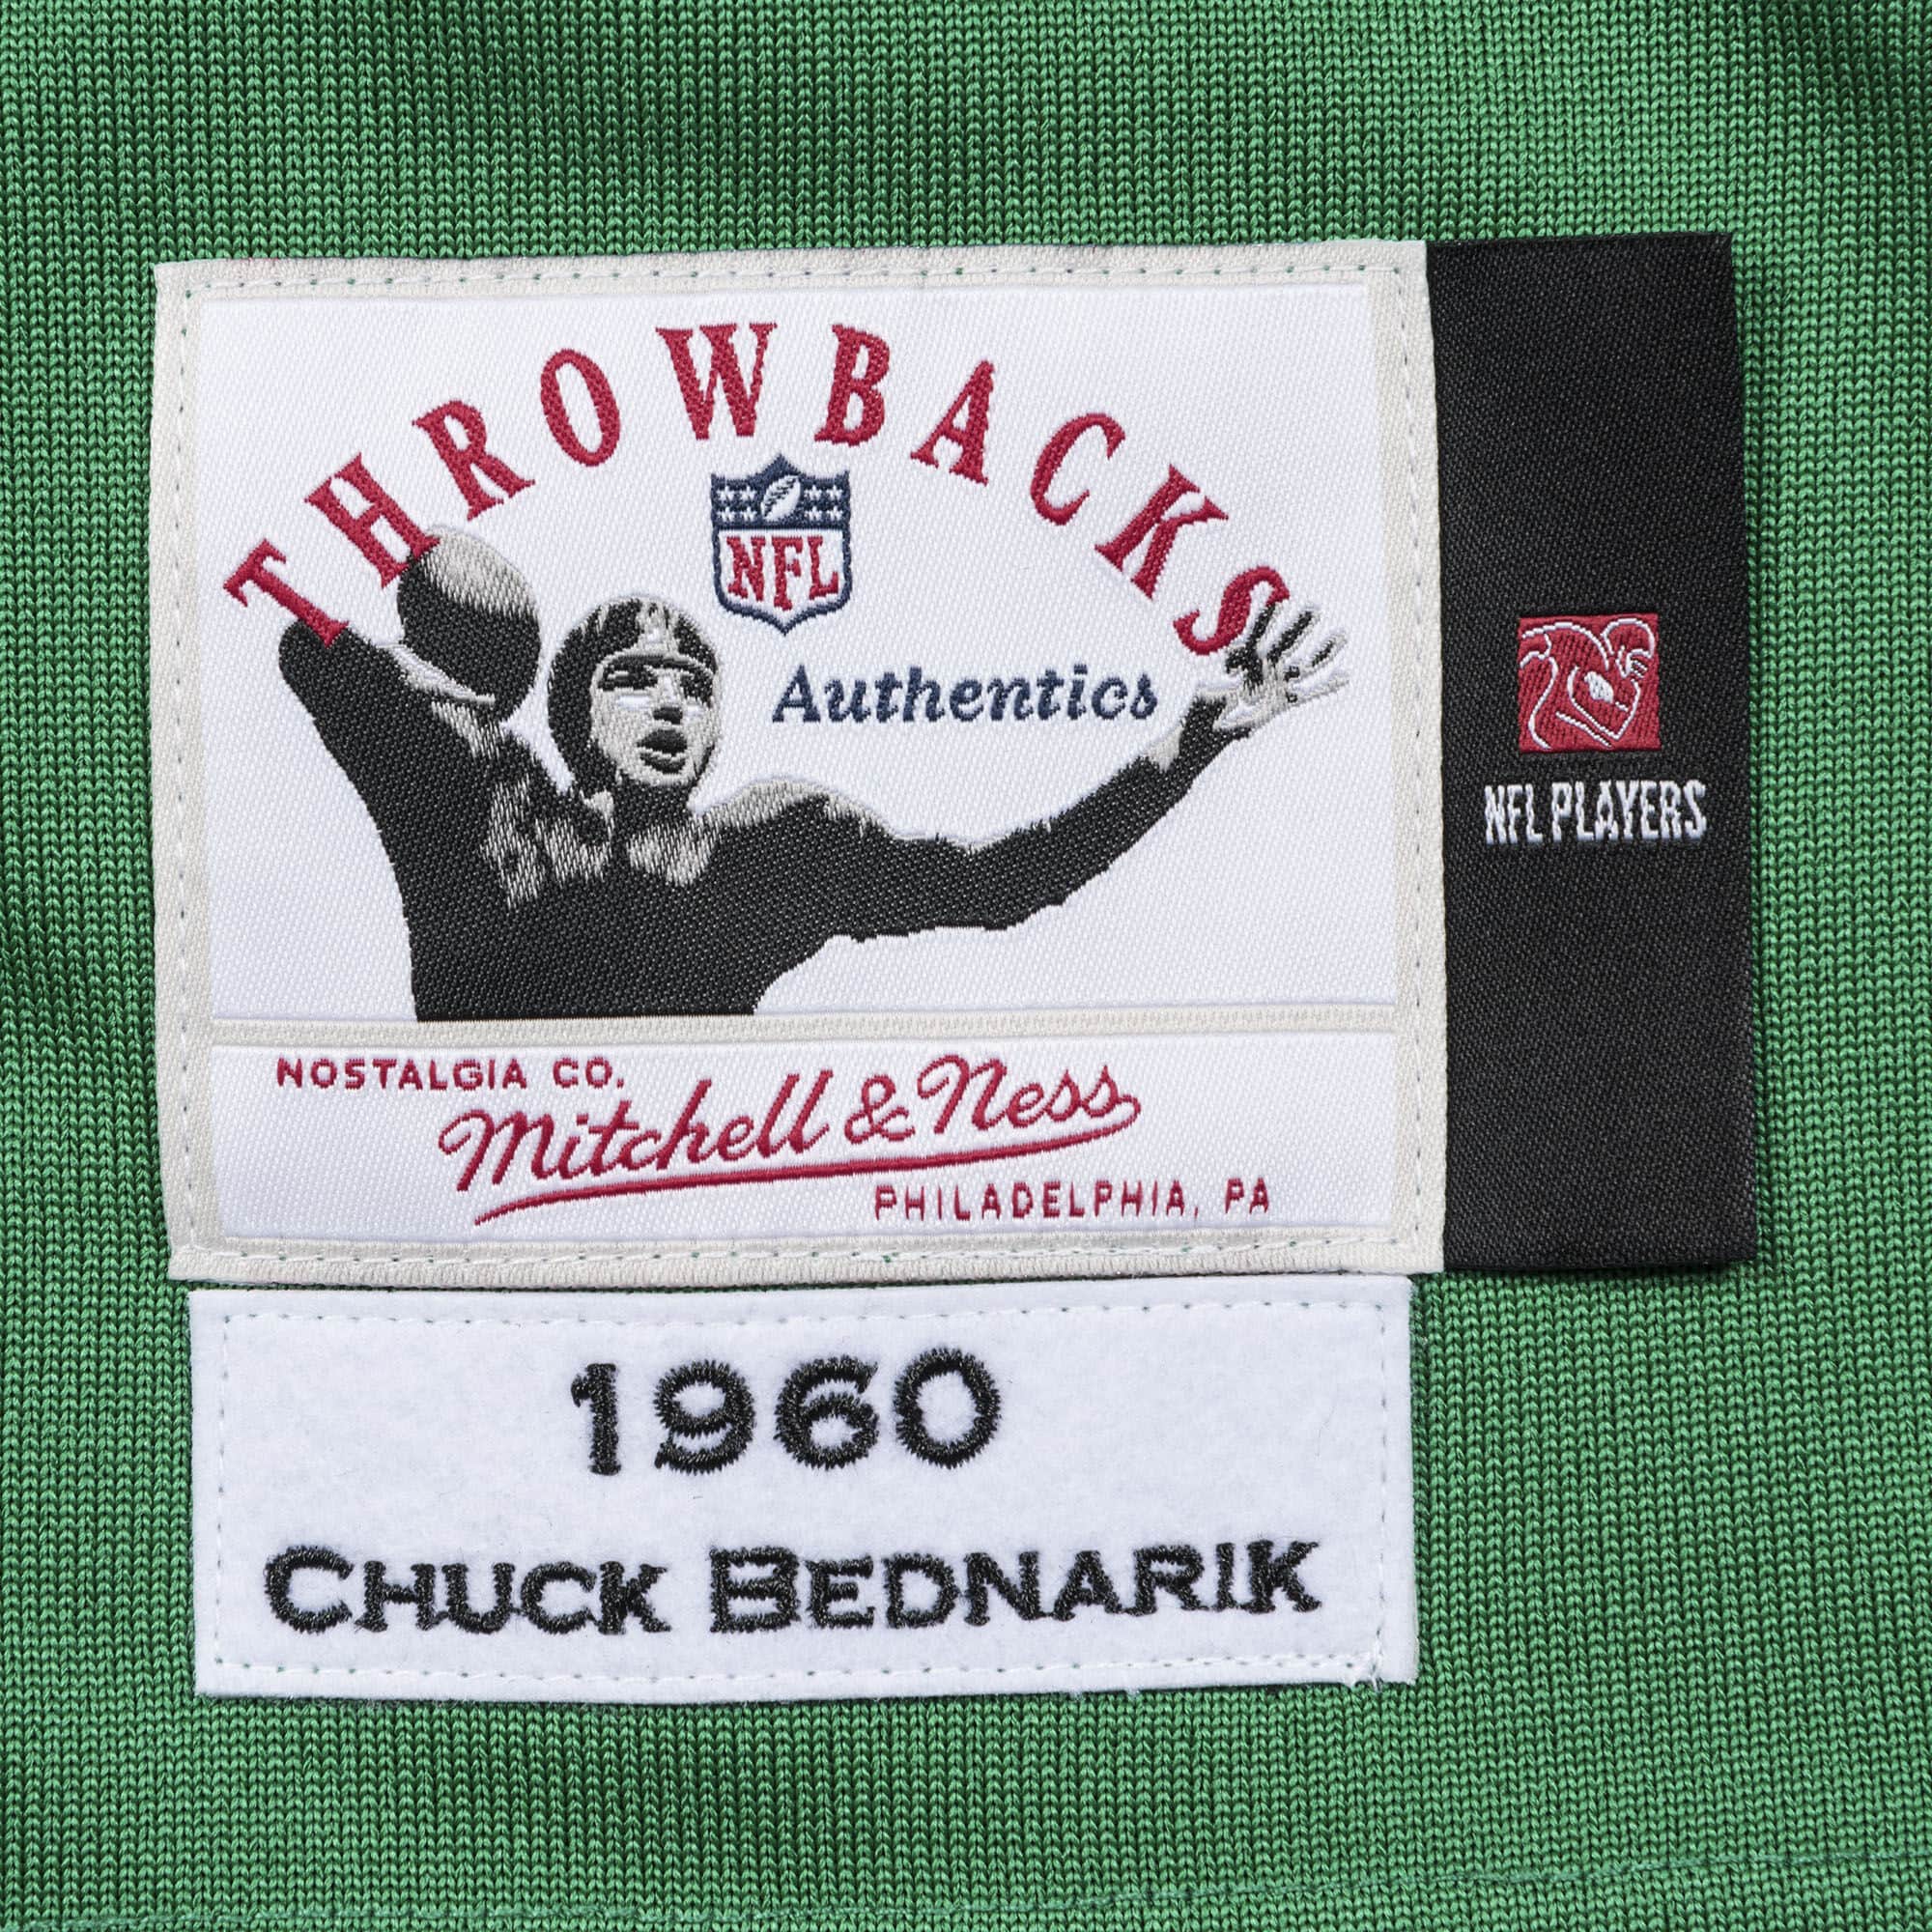 THROWBACKS
NFL
Authentics
NFL PLAYERS
NOSTALGIA CO.
Mitchell & Ness
PHILADELPHIA, PA
1960
CHUCK BEDNARIK